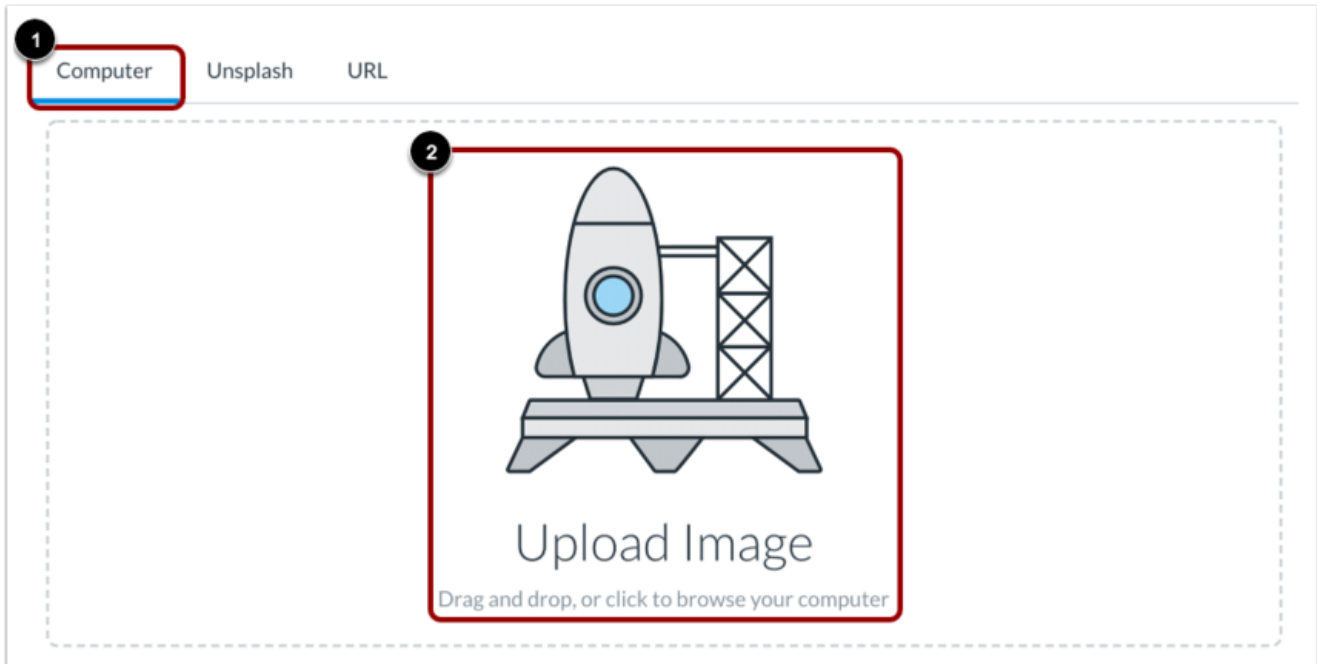 1
Computer Unsplash URL
2
Upload Image
Drag and drop, or click to browse your computer